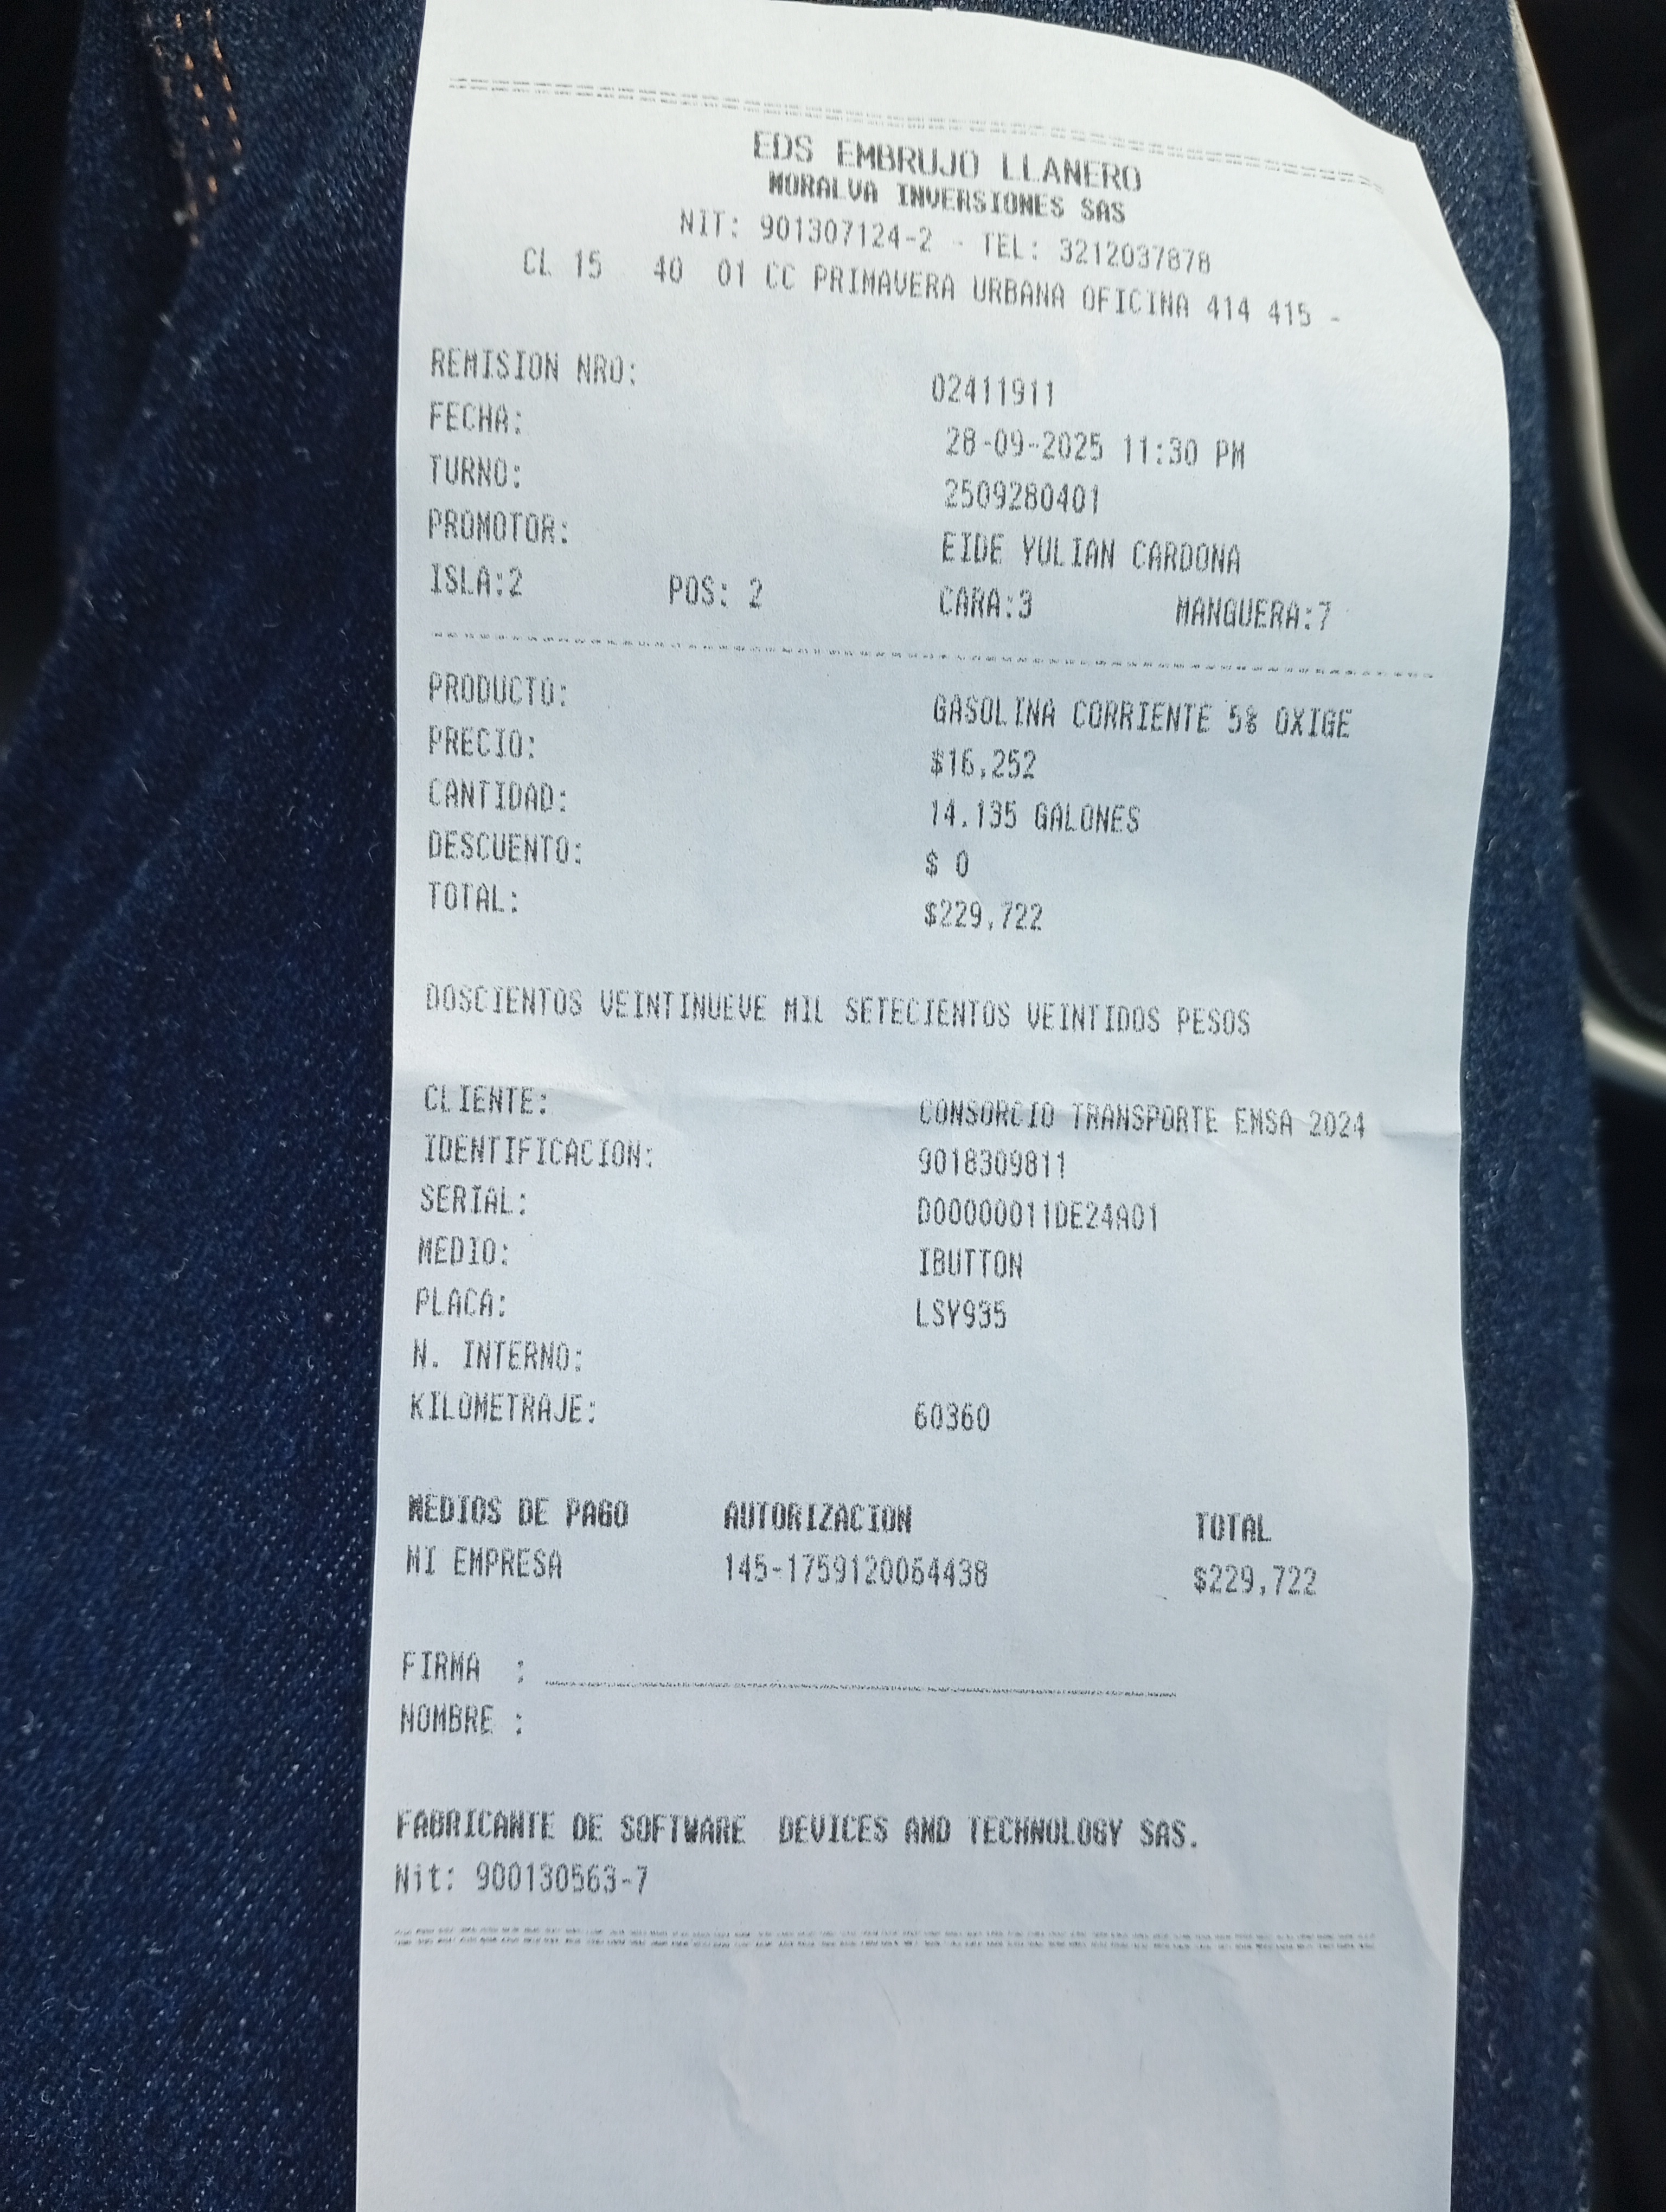 EDS EMBRUJO LLANERO
MORALVA INVERSIONES SAS
NIT: 901307124-2 - TEL: 3212037878
CL 15 40 01 CC PRIMAVERA URBANA OFICINA 414 415 -
REMISION NRO: 02411911
FECHA: 28-09-2025 11:30 PM
TURNO: 2509280401
PROMOTOR: EIDE YULIAN CARDONA
ISLA:2 POS: 2 CARA:3 MANGUERA:7
PRODUCTO: GASOLINA CORRIENTE 5% OXIGE
PRECIO: $16,252
CANTIDAD: 14.135 GALONES
DESCUENTO: $ 0
TOTAL: $229,722
DOSCIENTOS VEINTINUEVE MIL SETECIENTOS VEINTIDOS PESOS
CLIENTE: CONSORCIO TRANSPORTE EMSA 2024
IDENTIFICACION: 9018309811
SERIAL: D00000011DE24A01
MEDIO: IBUTTON
PLACA: LSY935
N. INTERNO:
KILOMETRAJE: 60360
MEDIOS DE PAGO AUTORIZACION TOTAL
MI EMPRESA 145-1759120064438 $229,722
FIRMA :
NOMBRE :
FABRICANTE DE SOFTWARE DEVICES AND TECHNOLOGY SAS.
Nit: 900130563-7